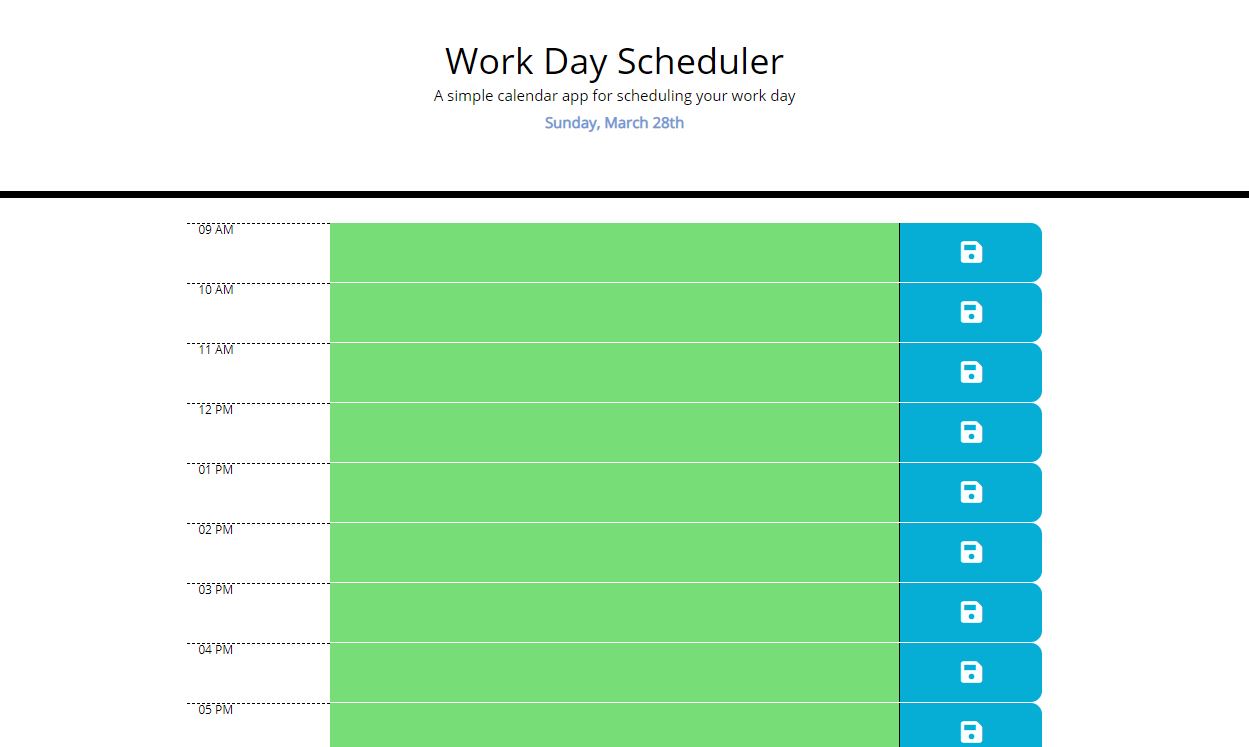 Work Day Scheduler
A simple calendar app for scheduling your work day
Sunday, March 28th
09 AM
10 AM
11 AM
12 PM
01 PM
02 PM
03 PM
04 PM
05 PM